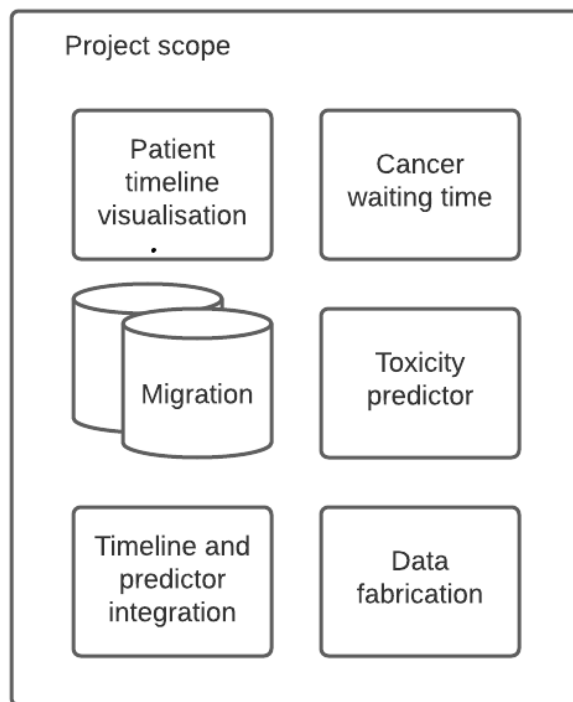 Project scope
Patient
timeline
visualisation
Cancer
waiting time
Migration
Toxicity
predictor
Timeline and
predictor
integration
Data
fabrication